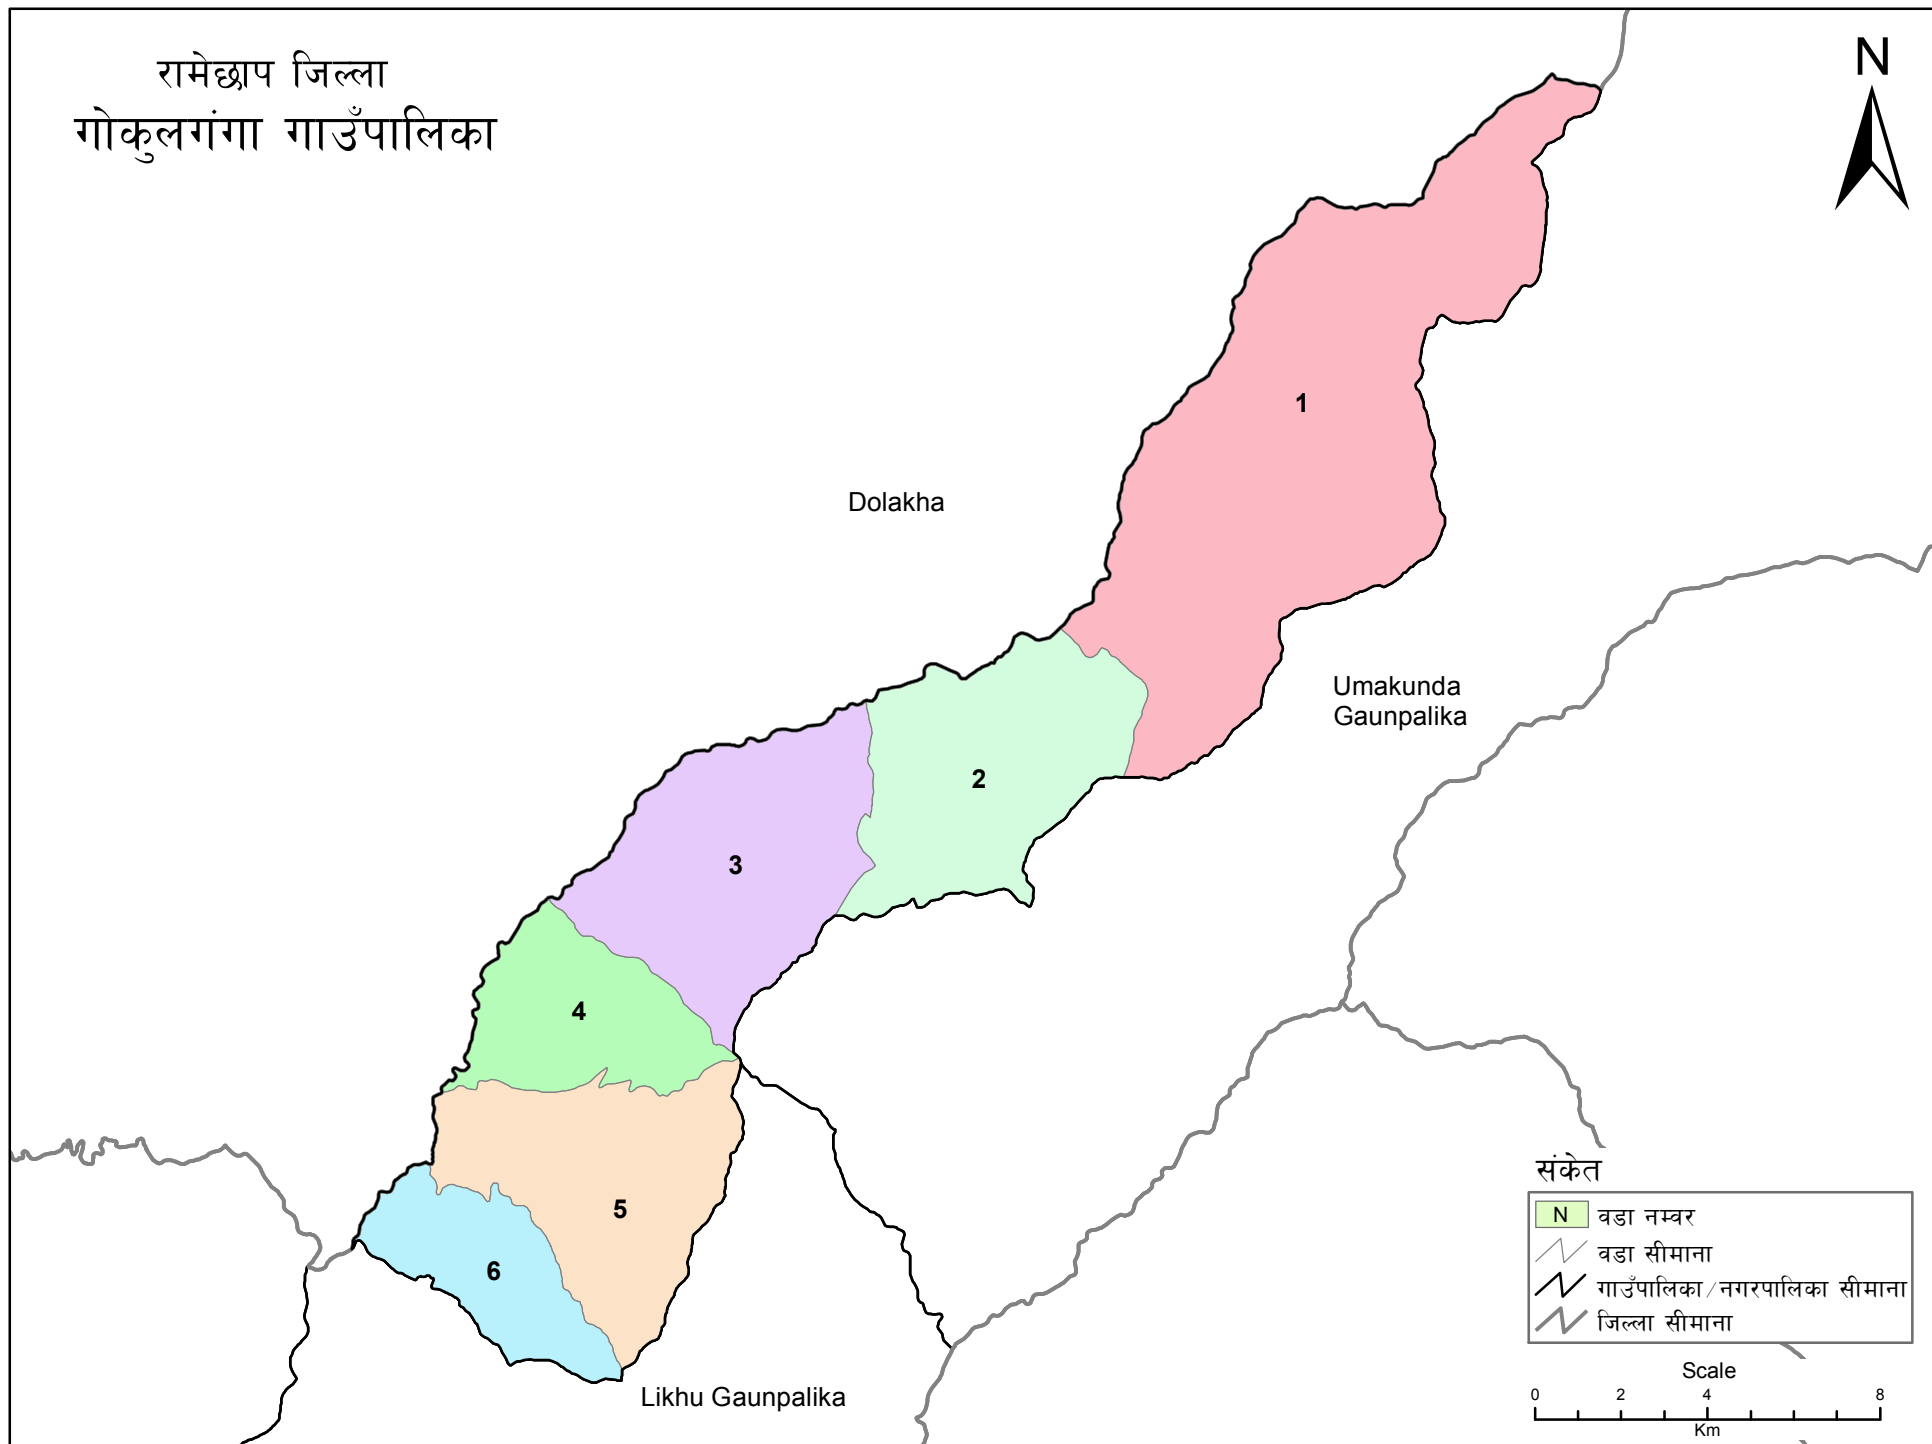 रामेछाप जिल्ला
गोकुलगंगा गाउँपालिका
N
1
Dolakha
Umakunda
Gaunpalika
2
3
4
5
6
Likhu Gaunpalika
संकेत
N वडा नम्वर
वडा सीमाना
गाउँपालिका/नगरपालिका सीमाना
जिल्ला सीमाना
Scale
0 2 4 8
Km